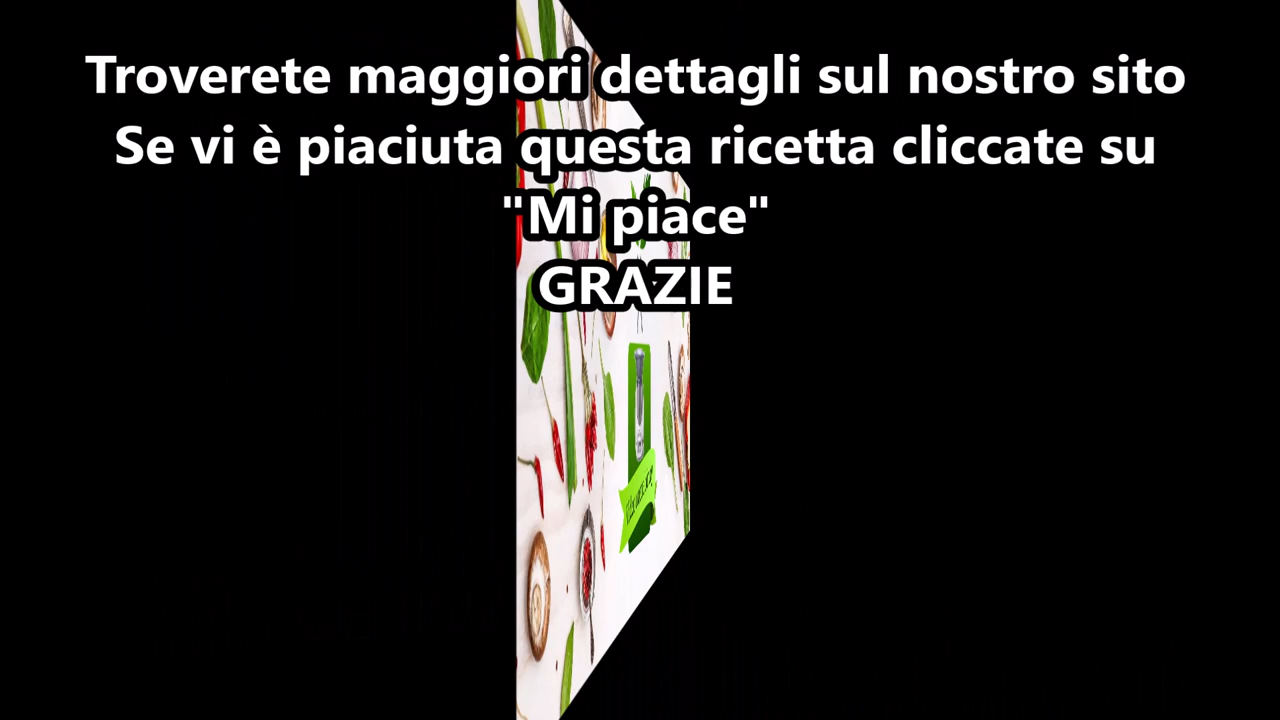 Troverete maggiori dettagli sul nostro sito
Se vi è piaciuta questa ricetta cliccate su
"Mi piace"
GRAZIE